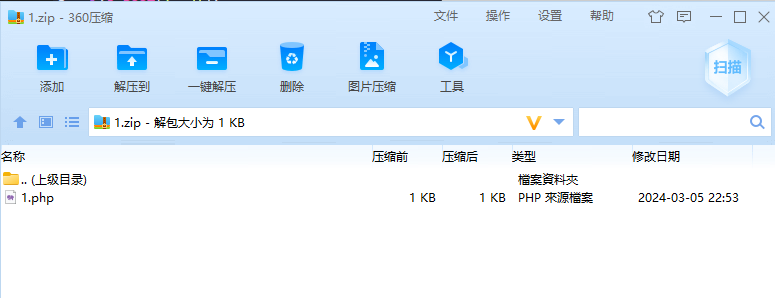 1.zip - 360压缩 文件 操作 设置 帮助
添加 解压到 一键解压 删除 图片压缩 工具 扫描
1.zip - 解包大小为 1 KB
名称 压缩前 压缩后 类型 修改日期
.. (上级目录) 檔案資料夾
1.php 1 KB 1 KB PHP 來源檔案 2024-03-05 22:53